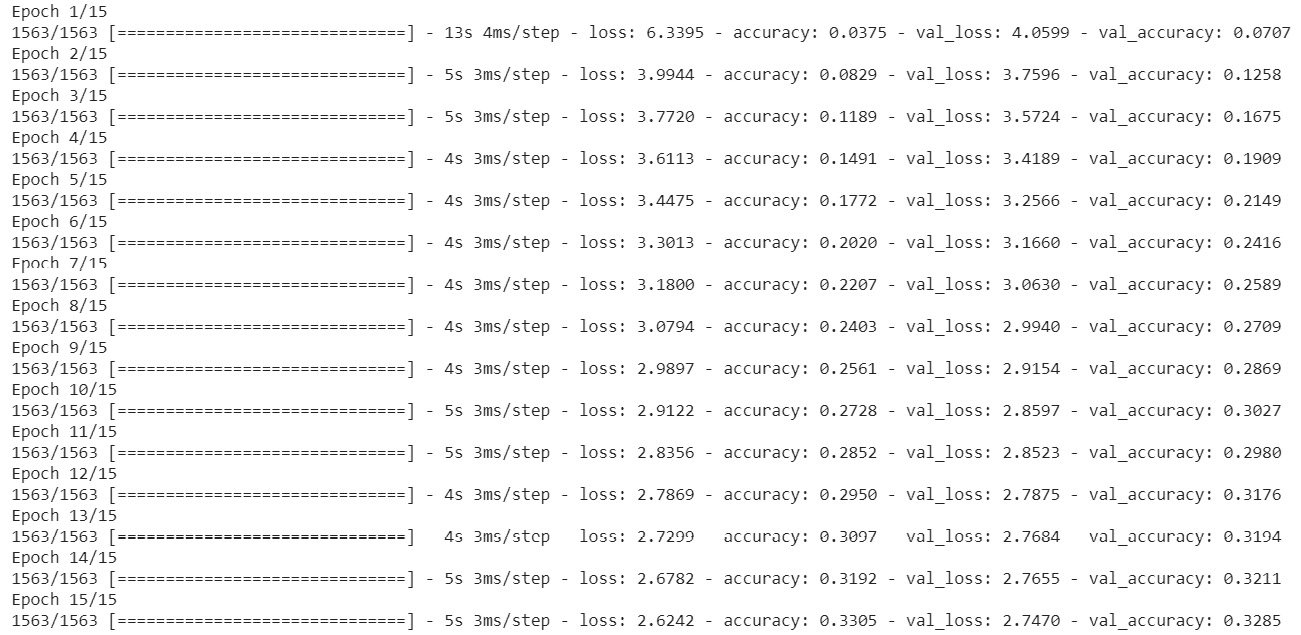 Epoch 1/15
1563/1563 [==============================] - 13s 4ms/step - loss: 6.3395 - accuracy: 0.0375 - val_loss: 4.0599 - val_accuracy: 0.0707
Epoch 2/15
1563/1563 [==============================] - 5s 3ms/step - loss: 3.9944 - accuracy: 0.0829 - val_loss: 3.7596 - val_accuracy: 0.1258
Epoch 3/15
1563/1563 [==============================] - 5s 3ms/step - loss: 3.7720 - accuracy: 0.1189 - val_loss: 3.5724 - val_accuracy: 0.1675
Epoch 4/15
1563/1563 [==============================] - 4s 3ms/step - loss: 3.6113 - accuracy: 0.1491 - val_loss: 3.4189 - val_accuracy: 0.1909
Epoch 5/15
1563/1563 [==============================] - 4s 3ms/step - loss: 3.4475 - accuracy: 0.1772 - val_loss: 3.2566 - val_accuracy: 0.2149
Epoch 6/15
1563/1563 [==============================] - 4s 3ms/step - loss: 3.3013 - accuracy: 0.2020 - val_loss: 3.1660 - val_accuracy: 0.2416
Epoch 7/15
1563/1563 [==============================] - 4s 3ms/step - loss: 3.1800 - accuracy: 0.2207 - val_loss: 3.0630 - val_accuracy: 0.2589
Epoch 8/15
1563/1563 [==============================] - 4s 3ms/step - loss: 3.0794 - accuracy: 0.2403 - val_loss: 2.9940 - val_accuracy: 0.2709
Epoch 9/15
1563/1563 [==============================] - 4s 3ms/step - loss: 2.9897 - accuracy: 0.2561 - val_loss: 2.9154 - val_accuracy: 0.2869
Epoch 10/15
1563/1563 [==============================] - 5s 3ms/step - loss: 2.9122 - accuracy: 0.2728 - val_loss: 2.8597 - val_accuracy: 0.3027
Epoch 11/15
1563/1563 [==============================] - 5s 3ms/step - loss: 2.8356 - accuracy: 0.2852 - val_loss: 2.8523 - val_accuracy: 0.2980
Epoch 12/15
1563/1563 [==============================] - 4s 3ms/step - loss: 2.7869 - accuracy: 0.2950 - val_loss: 2.7875 - val_accuracy: 0.3176
Epoch 13/15
1563/1563 [==============================] 4s 3ms/step loss: 2.7299 accuracy: 0.3097 val_loss: 2.7684 val_accuracy: 0.3194
Epoch 14/15
1563/1563 [==============================] - 5s 3ms/step - loss: 2.6782 - accuracy: 0.3192 - val_loss: 2.7655 - val_accuracy: 0.3211
Epoch 15/15
1563/1563 [==============================] - 5s 3ms/step - loss: 2.6242 - accuracy: 0.3305 - val_loss: 2.7470 - val_accuracy: 0.3285